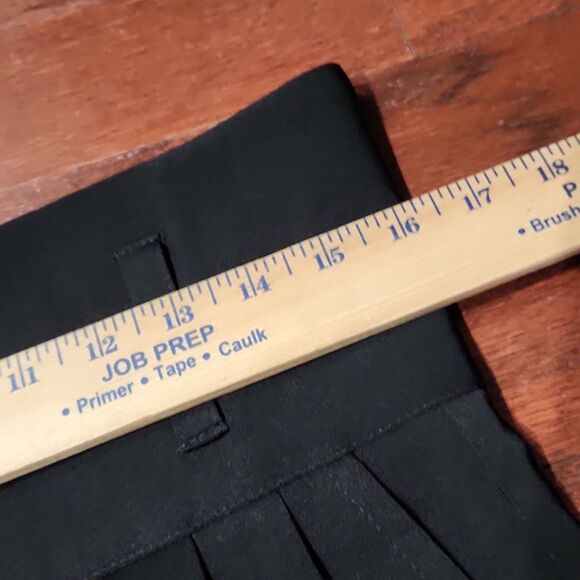 11 12 13 14 15 16 17 18
JOB PREP
• Primer • Tape • Caulk
P
• Brush